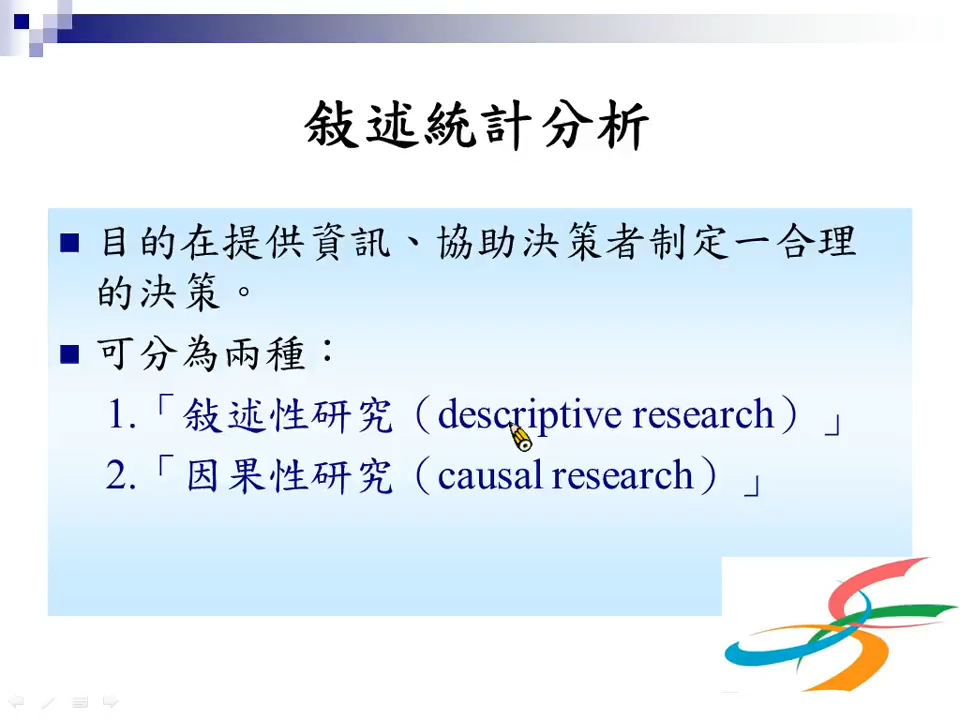 敍述統計分析
目的在提供資訊、協助決策者制定一合理
的決策。
可分為兩種：
1.「敍述性研究（descriptive research）」
2.「因果性研究（causal research）」